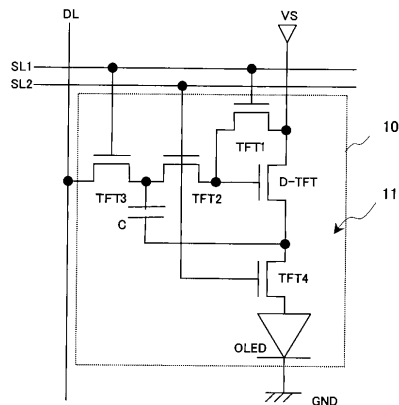 DL
VS
SL1
SL2
10
TFT1
11
D-TFT
TFT3
TFT2
C
TFT4
OLED
GND